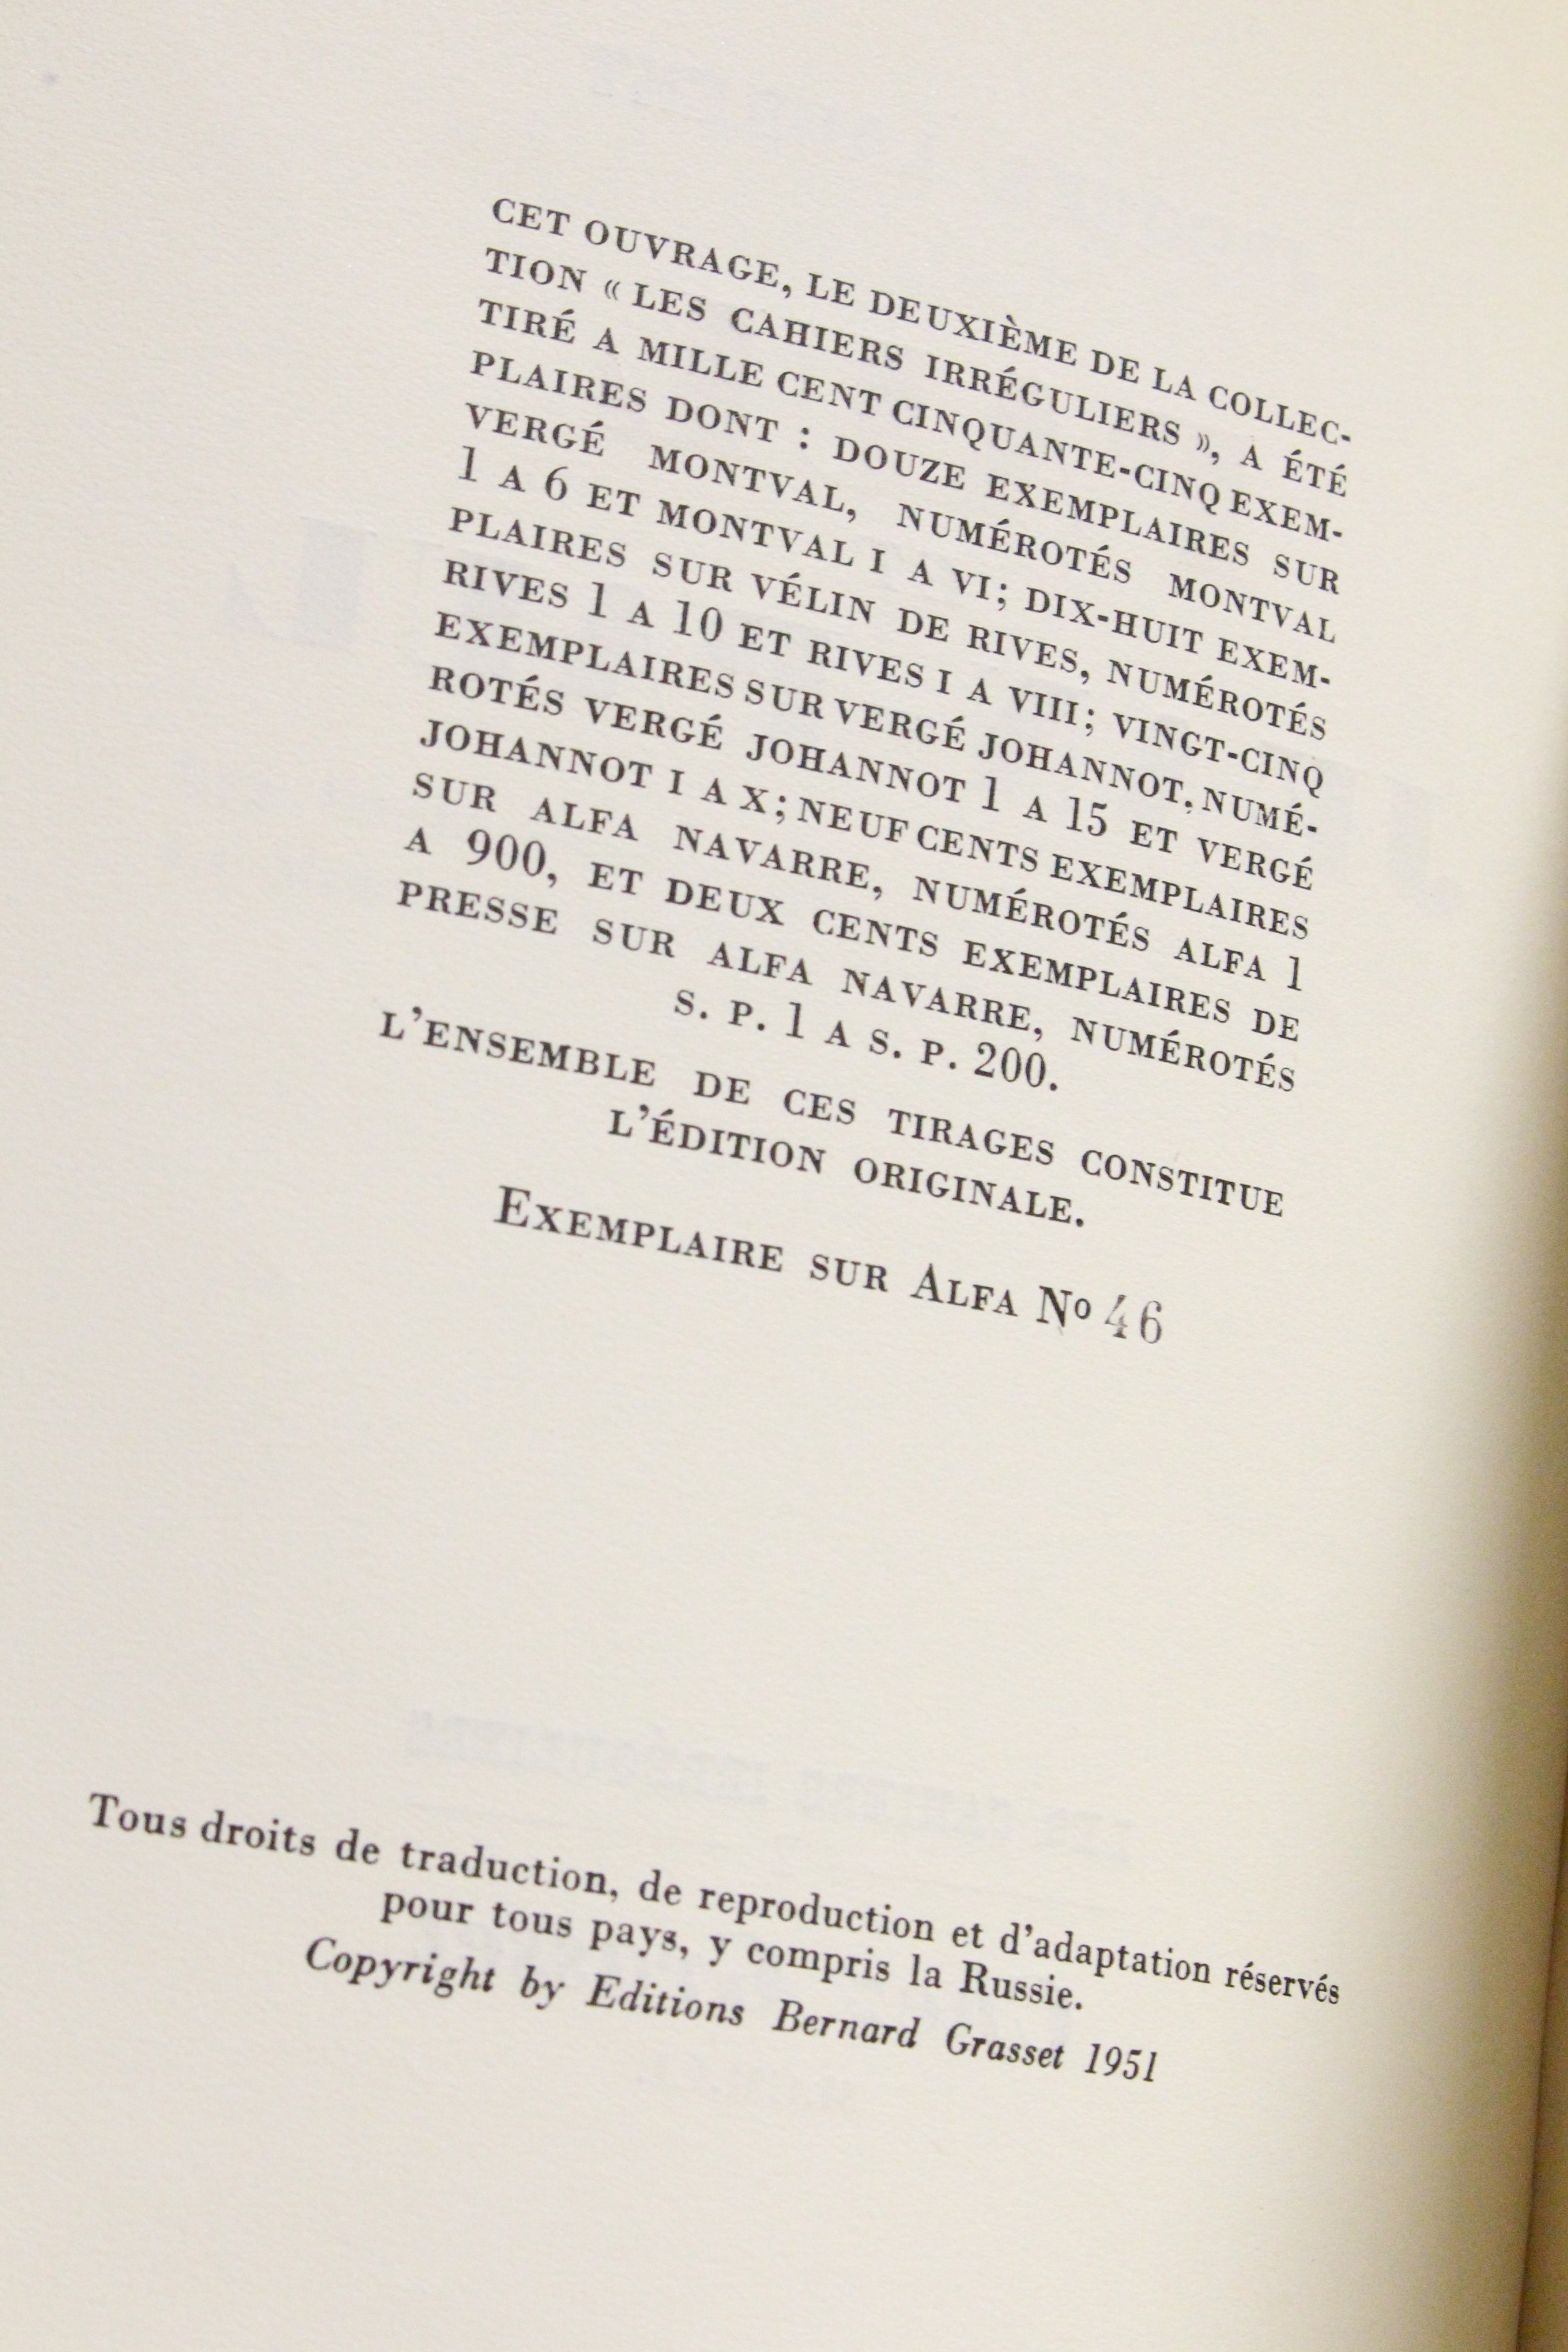 CET OUVRAGE, LE DEUXIÈME DE LA COLLEC-
TION « LES CAHIERS IRRÉGULIERS », A ÉTÉ
TIRÉ A MILLE CENT CINQUANTE-CINQ EXEM-
PLAIRES DONT : DOUZE EXEMPLAIRES SUR
VERGÉ MONTVAL, NUMÉROTÉS MONTVAL
1 A 6 ET MONTVAL I A VI; DIX-HUIT EXEM-
PLAIRES SUR VÉLIN DE RIVES, NUMÉROTÉS
RIVES 1 A 10 ET RIVES I A VIII; VINGT-CINQ
EXEMPLAIRES SUR VERGÉ JOHANNOT, NUMÉ-
ROTÉS VERGÉ JOHANNOT 1 A 15 ET VERGÉ
JOHANNOT I A X; NEUF CENTS EXEMPLAIRES
SUR ALFA NAVARRE, NUMÉROTÉS ALFA 1
A 900, ET DEUX CENTS EXEMPLAIRES DE
PRESSE SUR ALFA NAVARRE, NUMÉROTÉS
S. P. 1 A S. P. 200.
L'ENSEMBLE DE CES TIRAGES CONSTITUE
L'ÉDITION ORIGINALE.
EXEMPLAIRE SUR ALFA Nº 46
Tous droits de traduction, de reproduction et d'adaptation réservés
pour tous pays, y compris la Russie.
Copyright by Editions Bernard Grasset 1951